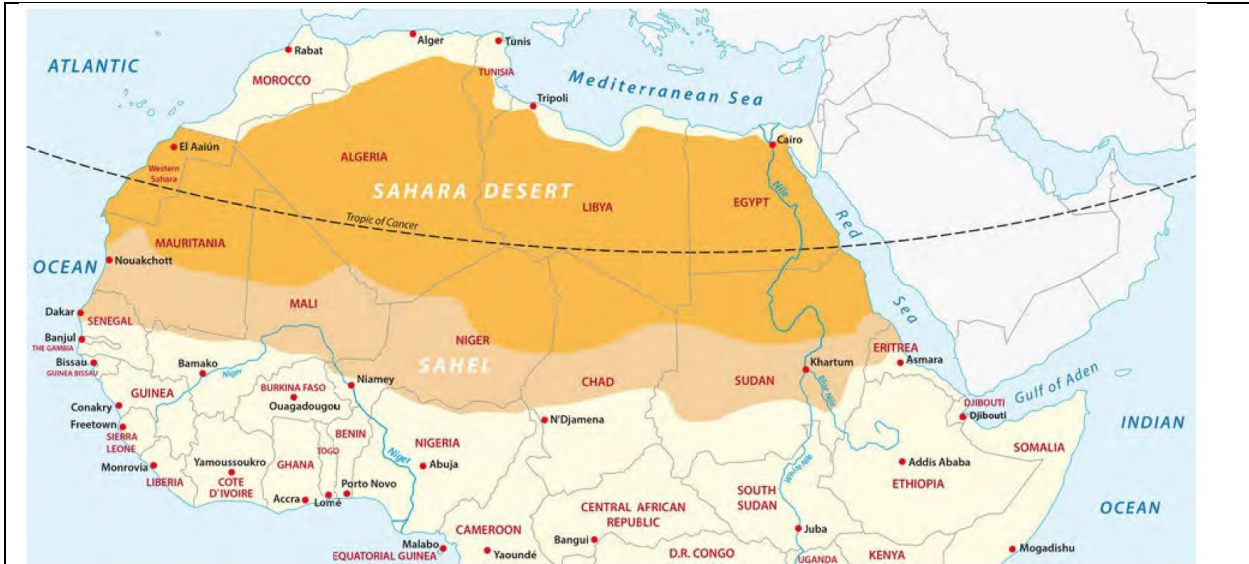 Alger
Tunis
Rabat
ATLANTIC
MOROCCO
TUNISIA
Mediterranean Sea
Tripoli
El Aaiún
Cairo
ALGERIA
Western
Sahara
SAHARA DESERT
Nile
LIBYA
EGYPT
Tropic of Cancer
Red
Sea
MAURITANIA
Nouakchott
OCEAN
MALI
Dakar
SENEGAL
NIGER
Banjul
THE GAMBIA
SAHEL
ERITREA
Asmara
Khartum
Bissau
GUINEA BISSAU
Bamako
Niger
Niamey
CHAD
SUDAN
Blue Nile
Gulf of Aden
GUINEA
BURKINA FASO
Ouagadougou
DJIBOUTI
Djibouti
Conakry
Freetown
SIERRA
LEONE
N'Djamena
INDIAN
BENIN
TOGO
NIGERIA
Niger
SOMALIA
Monrovia
LIBERIA
Yamoussoukro
COTE
D'IVOIRE
GHANA
Abuja
Addis Ababa
ETHIOPIA
White Nile
Accra
Lomé
Porto Novo
SOUTH
SUDAN
OCEAN
CENTRAL AFRICAN
REPUBLIC
CAMEROON
Bangui
Juba
Malabo
EQUATORIAL GUINEA
Yaoundé
D.R. CONGO
UGANDA
KENYA
Mogadishu